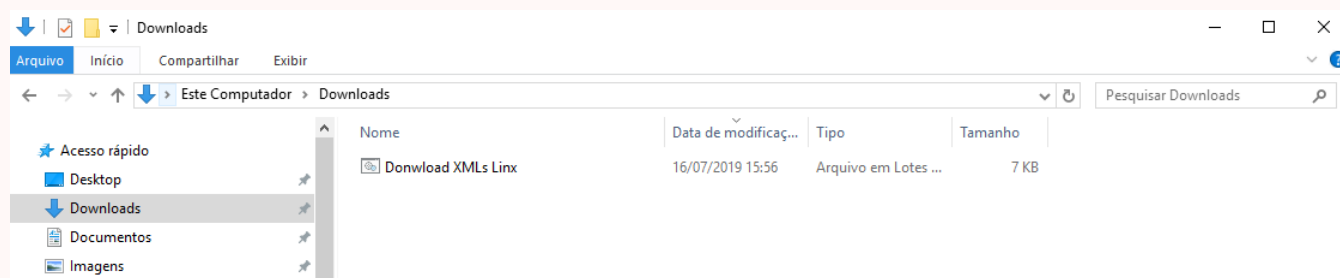 Downloads
Arquivo Início Compartilhar Exibir
Este Computador Downloads Pesquisar Downloads
Nome Data de modificaç... Tipo Tamanho
Acesso rápido
Donwload XMLs Linx 16/07/2019 15:56 Arquivo em Lotes ... 7 KB
Desktop
Downloads
Documentos
Imagens